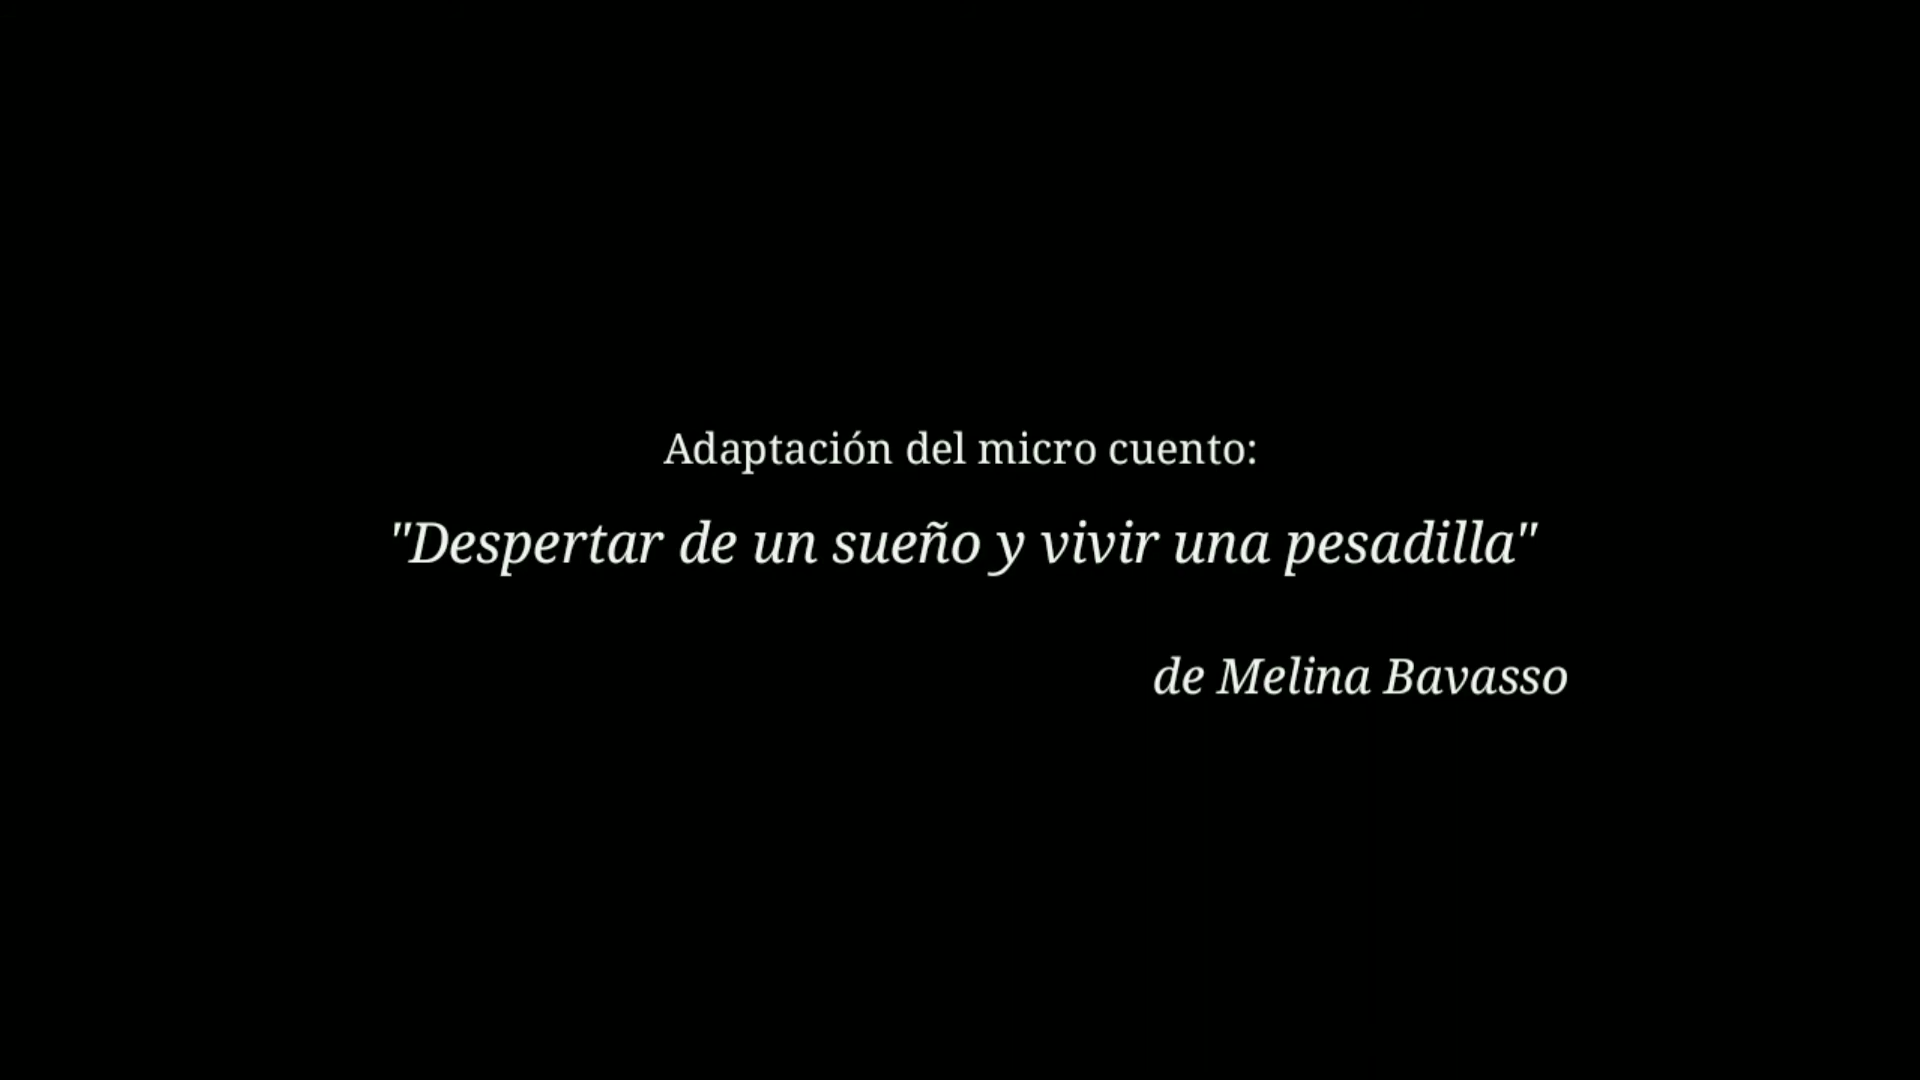 Adaptación del micro cuento:
"Despertar de un sueño y vivir una pesadilla"
de Melina Bavasso